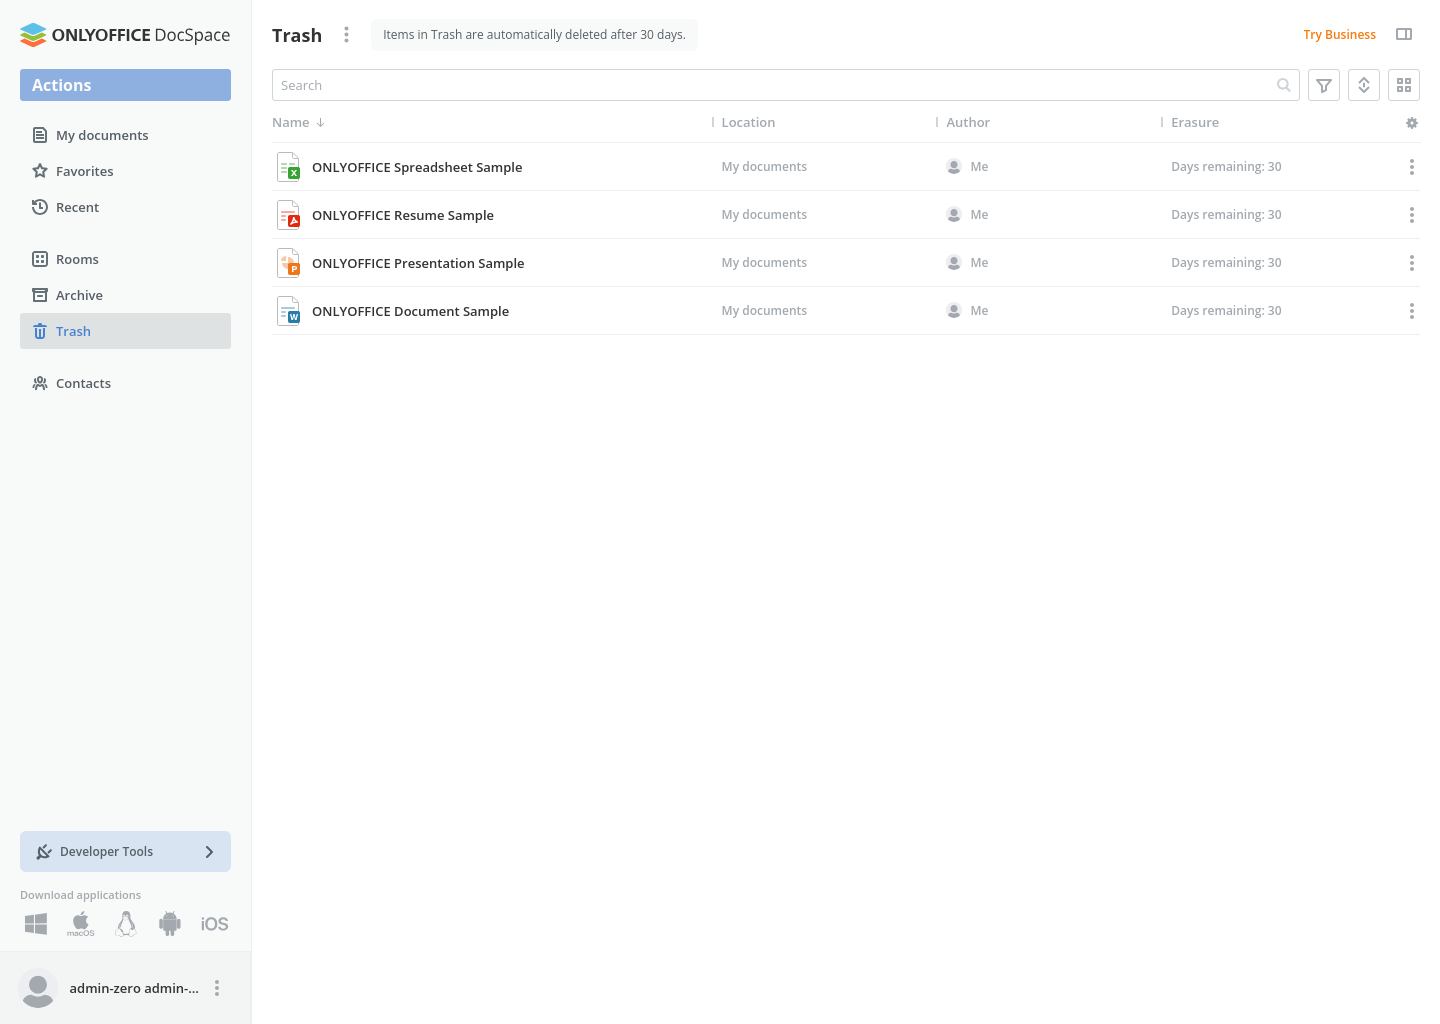 ONLYOFFICE DocSpace
Actions
My documents
Favorites
Recent
Rooms
Archive
Trash
Contacts
Developer Tools
Download applications
macOS
iOS
admin-zero admin-...
Trash
Items in Trash are automatically deleted after 30 days.
Try Business
Search
Name Location Author Erasure
X ONLYOFFICE Spreadsheet Sample My documents Me Days remaining: 30
ONLYOFFICE Resume Sample My documents Me Days remaining: 30
P ONLYOFFICE Presentation Sample My documents Me Days remaining: 30
W ONLYOFFICE Document Sample My documents Me Days remaining: 30